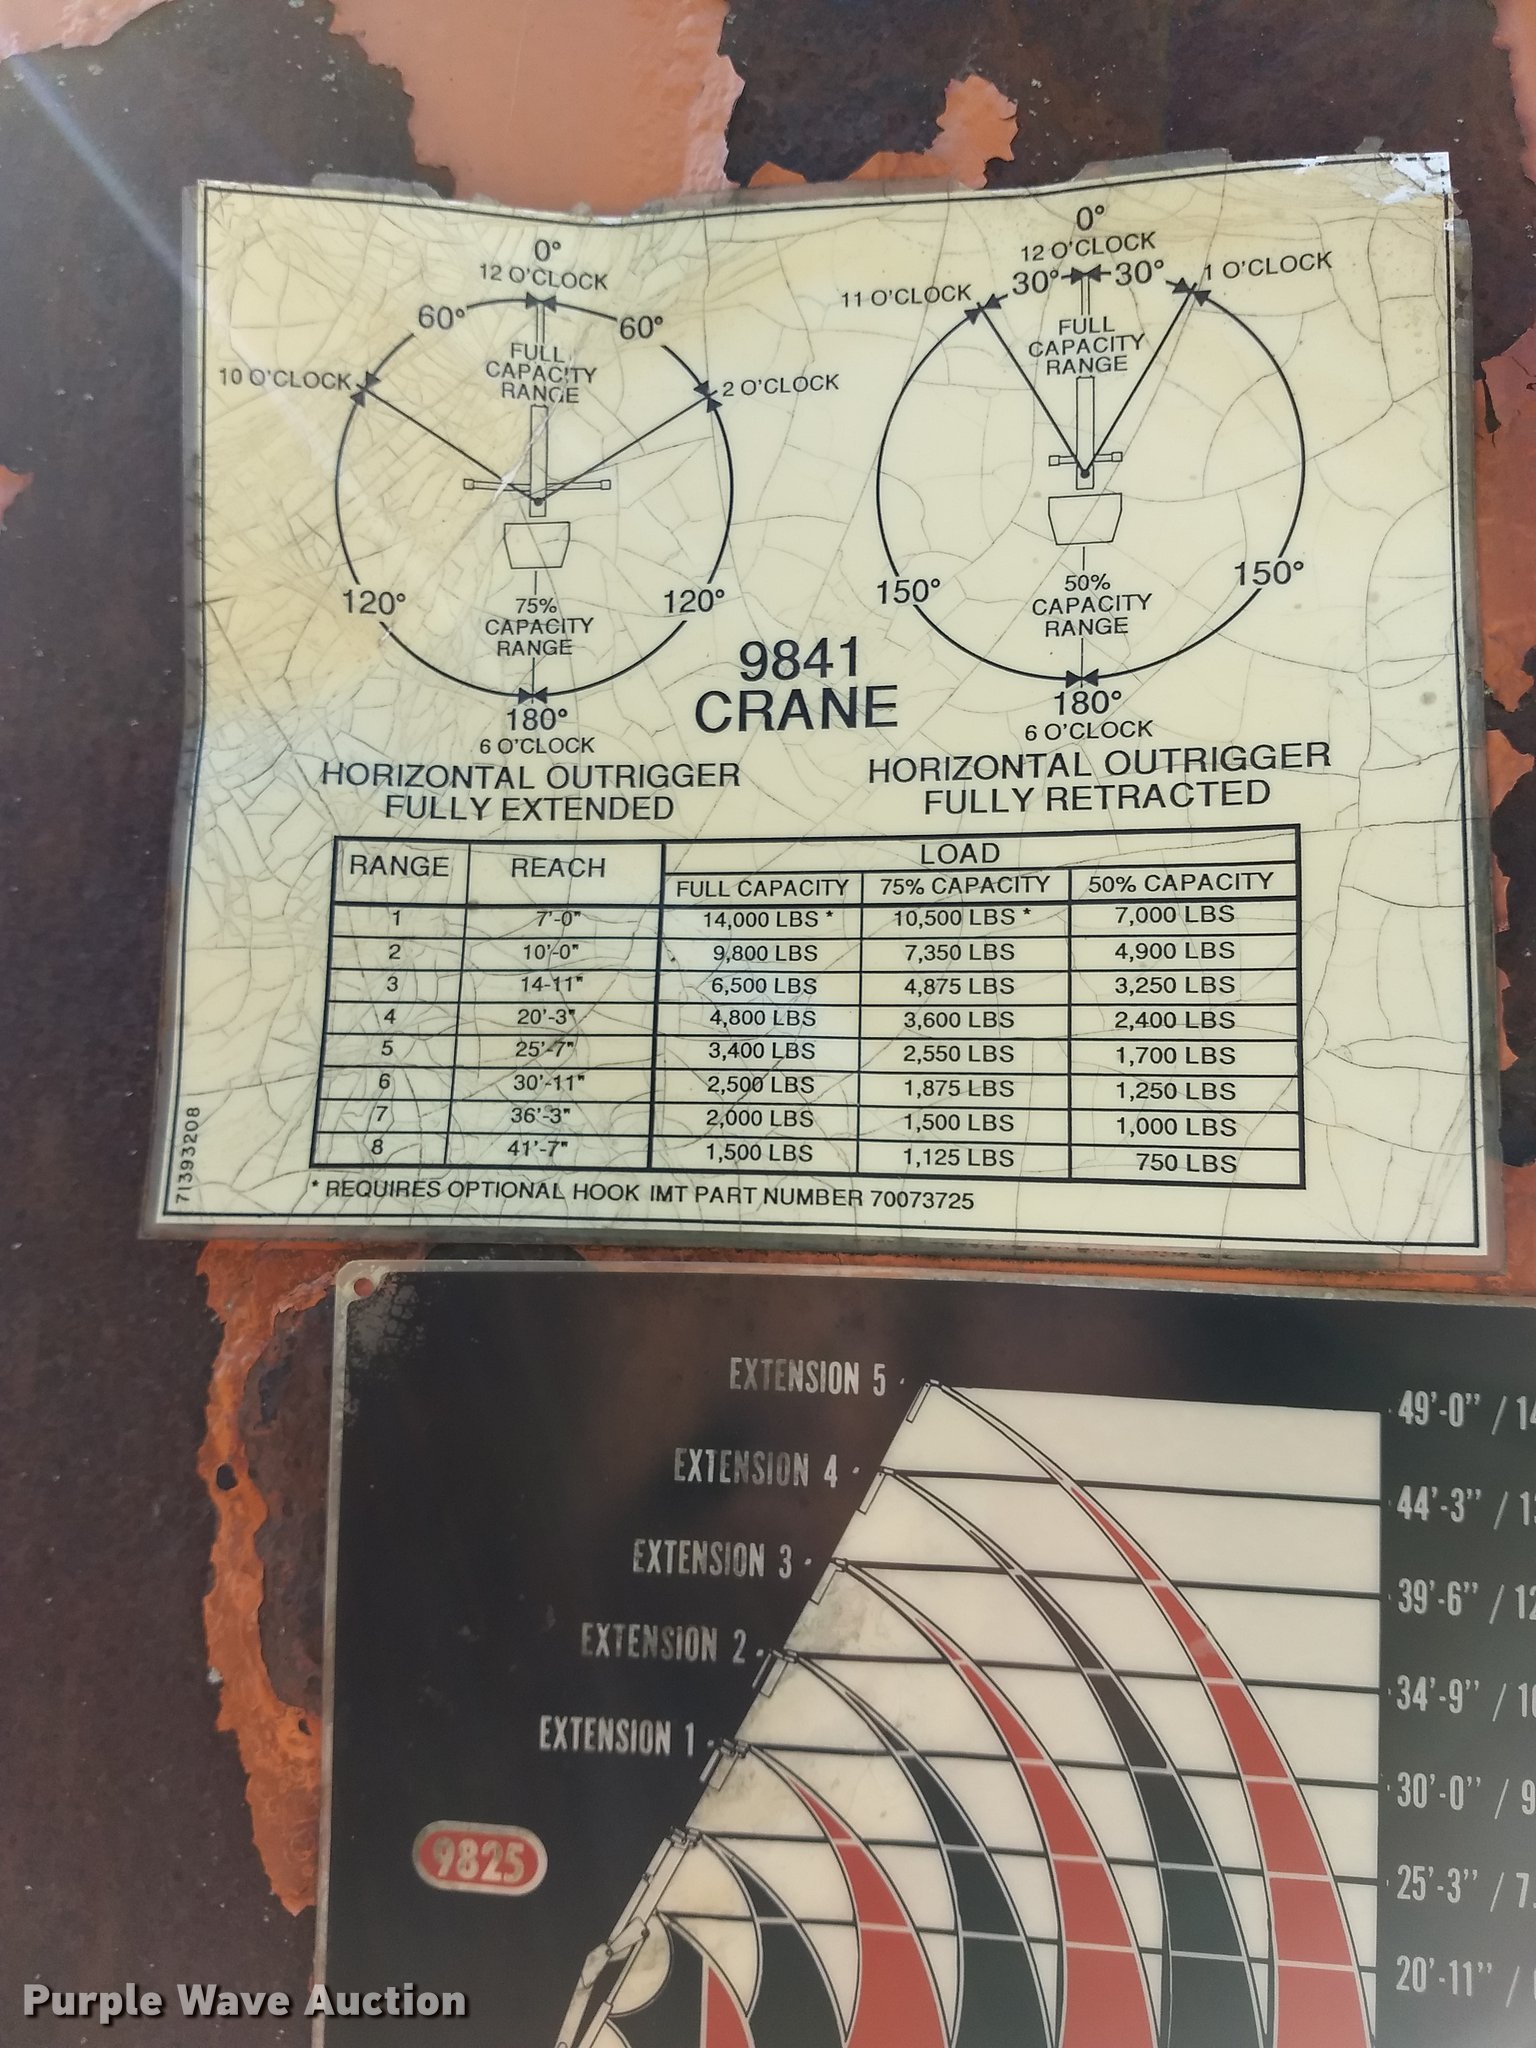 0°
12 O'CLOCK
60°
60°
10 O'CLOCK
2 O'CLOCK
FULL
CAPACITY
RANGE
120°
120°
75%
CAPACITY
RANGE
180°
6 O'CLOCK
HORIZONTAL OUTRIGGER
FULLY EXTENDED
0°
12 O'CLOCK
30°
30°
11 O'CLOCK
1 O'CLOCK
FULL
CAPACITY
RANGE
150°
150°
50%
CAPACITY
RANGE
180°
6 O'CLOCK
HORIZONTAL OUTRIGGER
FULLY RETRACTED
9841
CRANE
RANGE REACH LOAD
FULL CAPACITY 75% CAPACITY 50% CAPACITY
1 7'-0" 14,000 LBS * 10,500 LBS * 7,000 LBS
2 10'-0" 9,800 LBS 7,350 LBS 4,900 LBS
3 14-11" 6,500 LBS 4,875 LBS 3,250 LBS
4 20'-3" 4,800 LBS 3,600 LBS 2,400 LBS
5 25'-7" 3,400 LBS 2,550 LBS 1,700 LBS
6 30'-11" 2,500 LBS 1,875 LBS 1,250 LBS
7 36'-3" 2,000 LBS 1,500 LBS 1,000 LBS
8 41'-7" 1,500 LBS 1,125 LBS 750 LBS
* REQUIRES OPTIONAL HOOK IMT PART NUMBER 70073725
71393208
EXTENSION 5
49'-0" / 14
EXTENSION 4
44'-3" / 13
EXTENSION 3
39'-6" / 12
EXTENSION 2
34'-9" / 10
EXTENSION 1
30'-0" / 9
9825
25'-3" / 7
20'-11" /
Purple Wave Auction